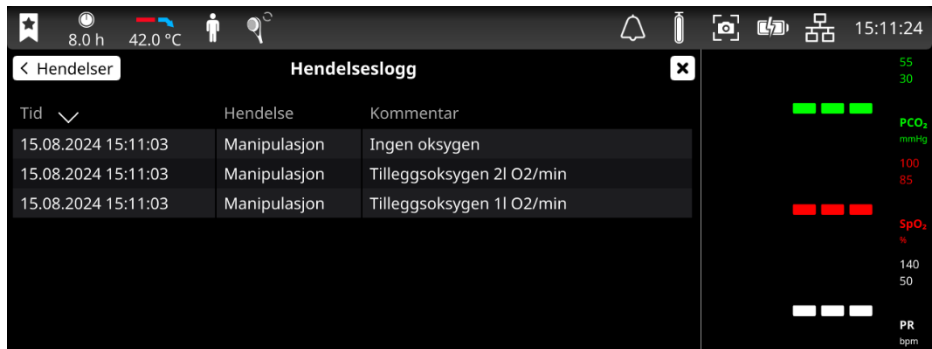 8.0 h 42.0 °C 15:11:24
< Hendelser Hendelseslogg
Tid Hendelse Kommentar
15.08.2024 15:11:03 Manipulasjon Ingen oksygen
15.08.2024 15:11:03 Manipulasjon Tilleggsoksygen 2l O2/min
15.08.2024 15:11:03 Manipulasjon Tilleggsoksygen 1l O2/min
55
30
PCO₂
mmHg
100
85
SpO₂
%
140
50
PR
bpm